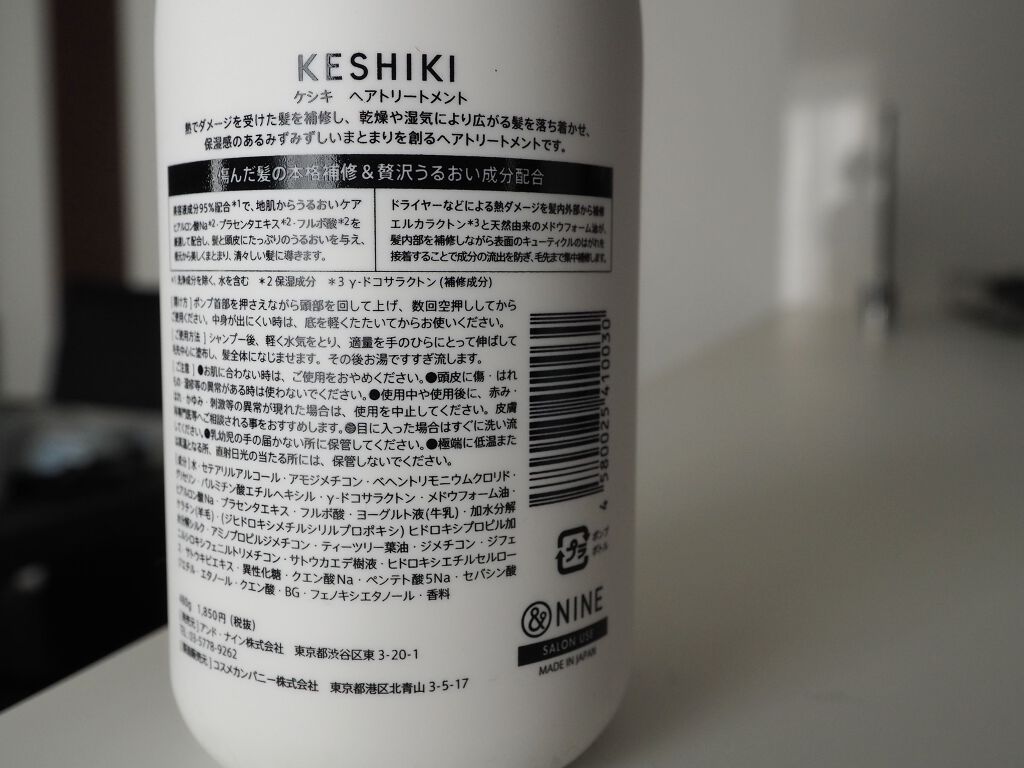 KESHIKI
ケシキ ヘアトリートメント
熱でダメージを受けた髪を補修し、乾燥や湿気により広がる髪を落ち着かせ、
保湿感のあるみずみずしいまとまりを創るヘアトリートメントです。
傷んだ髪の本格補修&贅沢うるおい成分配合
美容液成分95%配合*1で、地肌からうるおいケア
ヒアルロン酸Na*2・プラセンタエキス*2・フルボ酸*2を
厳選して配合し、髪と頭皮にたっぷりのうるおいを与え、
根元から美しくまとまり、清々しい髪に導きます。
ドライヤーなどによる熱ダメージを髪内外部から補修
エルカラクトン*3と天然由来のメドウフォーム油が、
髪内部を補修しながら表面のキューティクルのはがれを
接着することで成分の流出を防ぎ、毛先まで集中補修します。
*1 洗浄成分を除く、水を含む *2 保湿成分 *3 γ-ドコサラクトン (補修成分)
[開け方] ポンプ首部を押さえながら頭部を回して上げ、数回空押ししてから
ご使用ください。中身が出にくい時は、底を軽くたたいてからお使いください。
[ご使用方法] シャンプー後、軽く水気をとり、適量を手のひらにとって伸ばして
毛先中心に塗布し、髪全体になじませます。その後お湯ですすぎ流します。
[ご注意] ●お肌に合わない時は、ご使用をおやめください。●頭皮に傷・はれ
もの・湿疹等の異常がある時は使わないでください。●使用中や使用後に、赤み・
はれ・かゆみ・刺激等の異常が現れた場合は、使用を中止してください。皮膚
科専門医等へご相談される事をおすすめします。●目に入った場合はすぐに洗い流
してください。●乳幼児の手の届かない所に保管してください。●極端に低温また
は高温となる所、直射日光の当たる所には、保管しないでください。
[成分] 水・セテアリルアルコール・アモジメチコン・ベヘントリモニウムクロリド・
グリセリン・パルミチン酸エチルヘキシル・γ-ドコサラクトン・メドウフォーム油・
ヒアルロン酸Na・プラセンタエキス・フルボ酸・ヨーグルト液(牛乳)・加水分解
ケラチン(羊毛)・(ジヒドロキシメチルシリルプロポキシ)ヒドロキシプロピル加
水分解シルク・アミノプロピルジメチコン・ティーツリー葉油・ジメチコン・ジフェ
ニルシロキシフェニルトリメチコン・サトウカエデ樹液・ヒドロキシエチルセルロー
ス・サトウキビエキス・異性化糖・クエン酸Na・ペンテト酸5Na・セバシン酸
ジエチル・エタノール・クエン酸・BG・フェノキシエタノール・香料
480g 1,850円 (税抜)
[発売元] アンド・ナイン株式会社 東京都渋谷区東 3-20-1
TEL 03-5778-9262
[製造販売元] コスメカンパニー株式会社 東京都港区北青山 3-5-17
4 580025 410030
プラ
ポンプ
ボトル
& NINE
SALON USE
MADE IN JAPAN